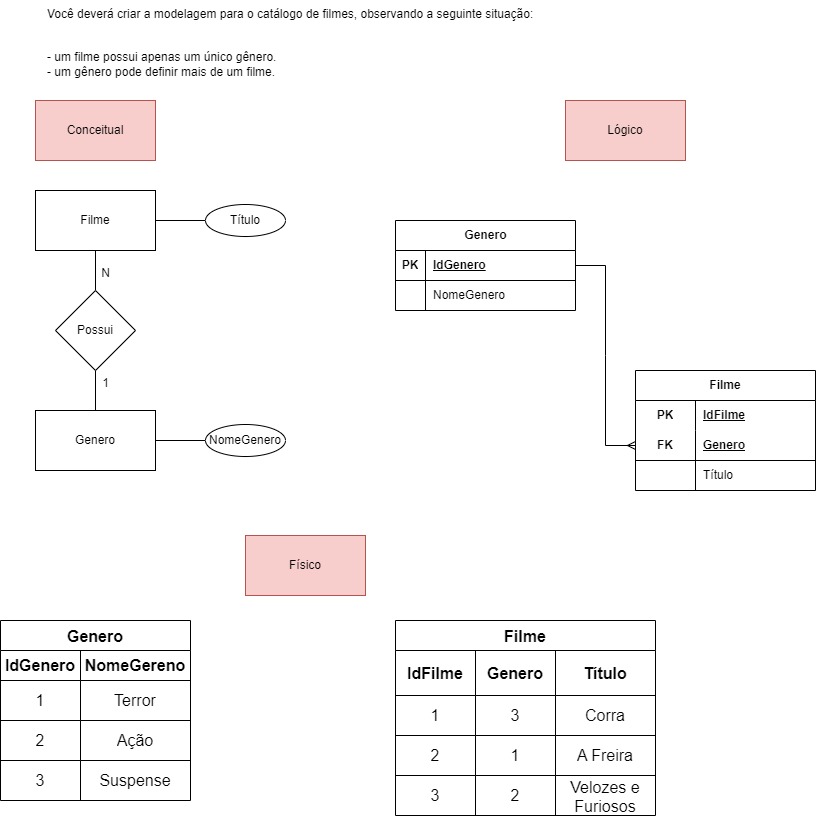 Você deverá criar a modelagem para o catálogo de filmes, observando a seguinte situação:
- um filme possui apenas um único gênero.
- um gênero pode definir mais de um filme.
Conceitual
Lógico
Filme
Título
N
Possui
1
Genero
NomeGenero
Genero
PK IdGenero
NomeGenero
Filme
PK IdFilme
FK Genero
Título
Físico
Genero
IdGenero NomeGereno
1 Terror
2 Ação
3 Suspense
Filme
IdFilme Genero Título
1 3 Corra
2 1 A Freira
3 2 Velozes e
Furiosos